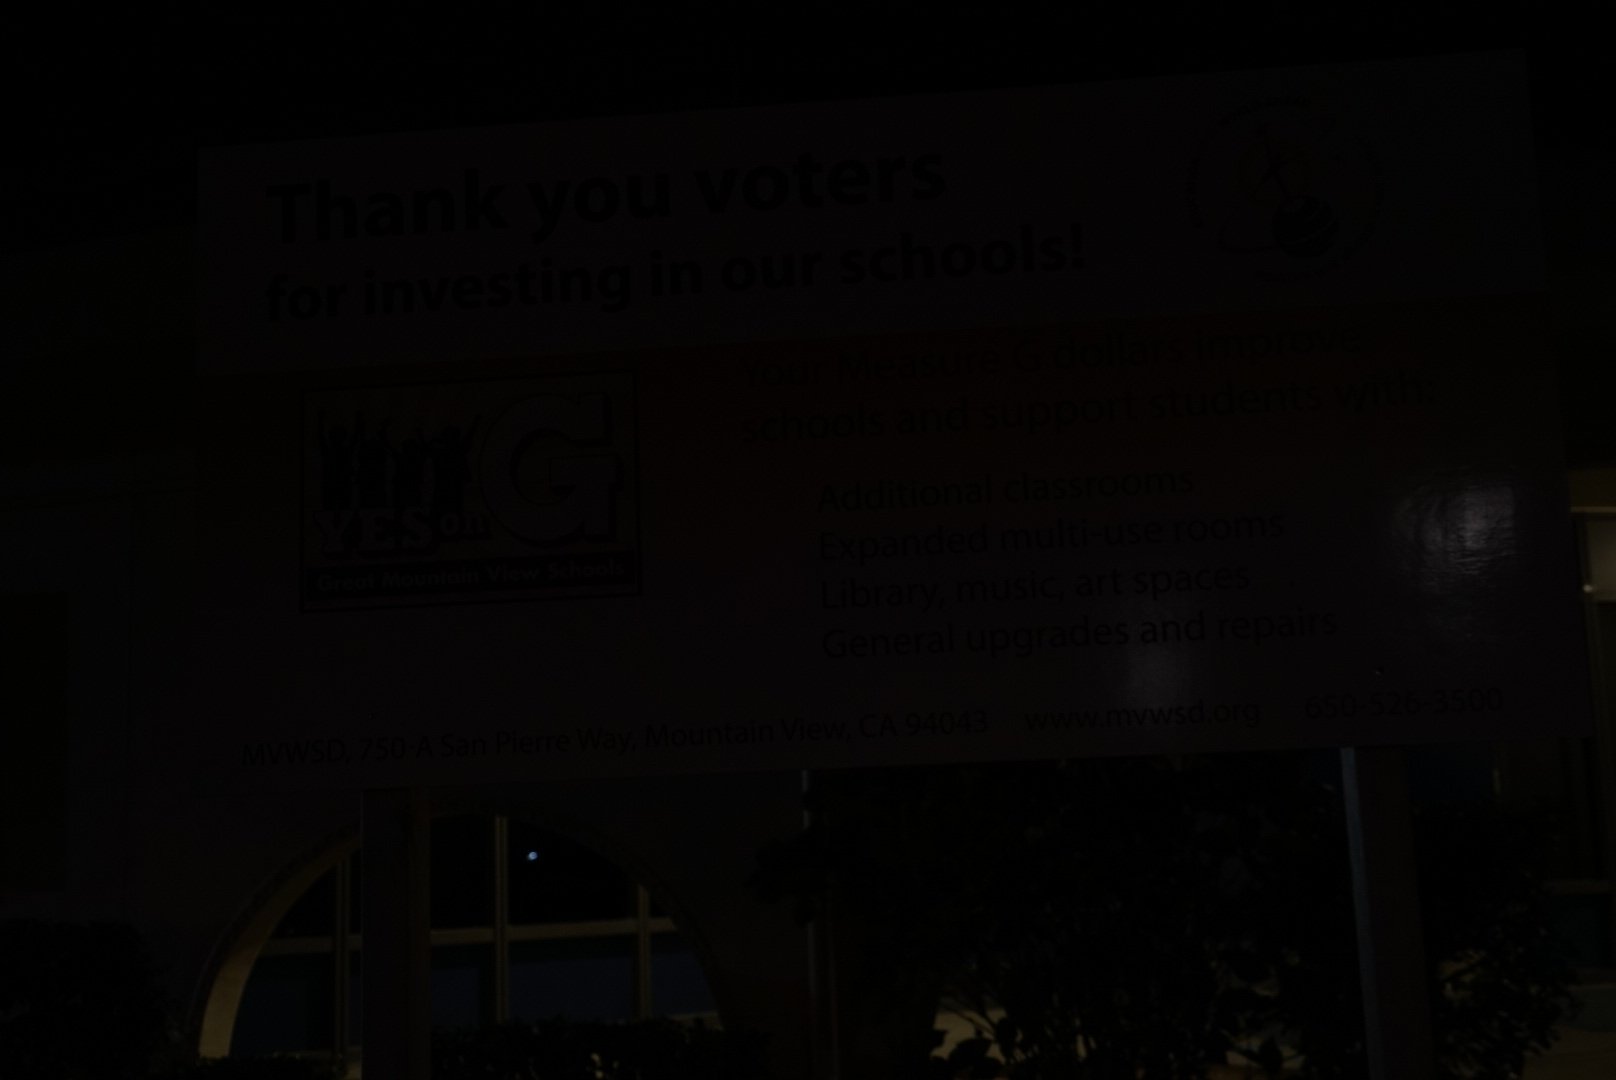 Thank you voters
for investing in our schools!
Your Measure G dollars improve
schools and support students with:
YES on G
Great Mountain View Schools
Additional classrooms
Expanded multi-use rooms
Library, music, art spaces
General upgrades and repairs
MVWSD, 750-A San Pierre Way, Mountain View, CA 94043 www.mvwsd.org 650-526-3500